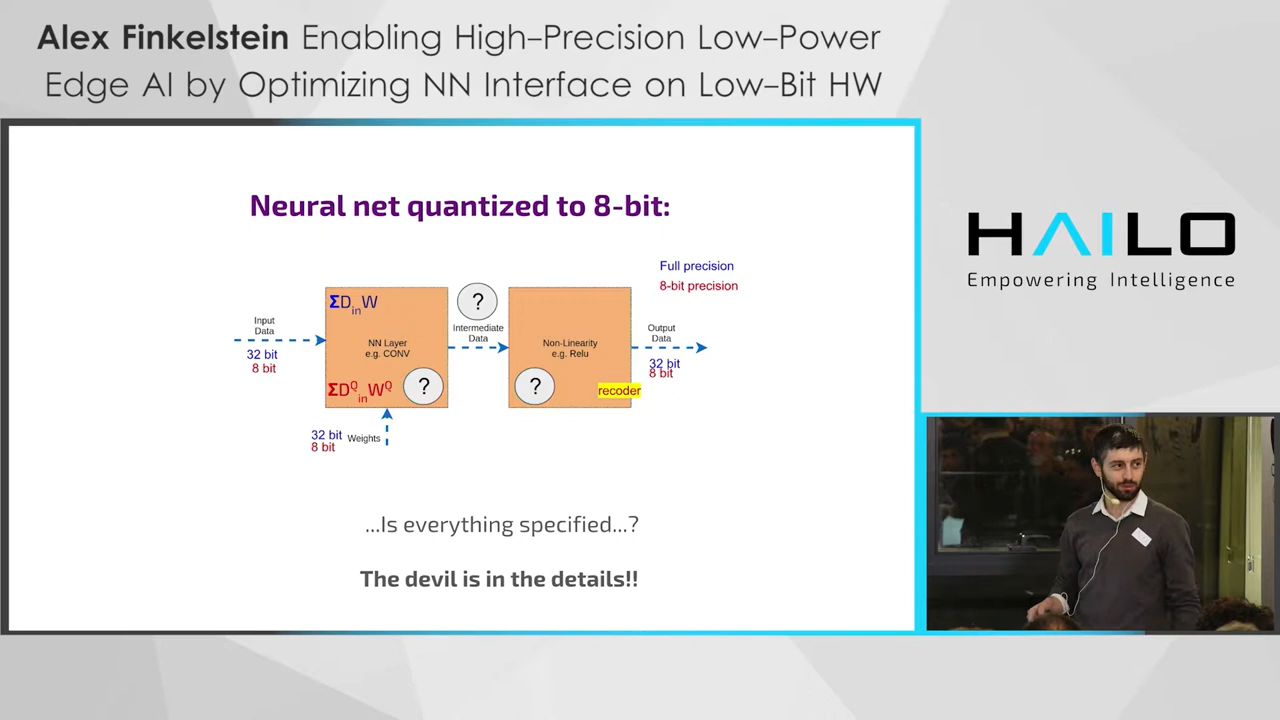 Alex Finkelstein Enabling High-Precision Low-Power
Edge AI by Optimizing NN Interface on Low-Bit HW
HAILO
Empowering Intelligence
Neural net quantized to 8-bit:
Full precision
8-bit precision
ΣDinW
?
Input
Data
32 bit
8 bit
NN Layer
e.g. CONV
Intermediate
Data
Non-Linearity
e.g. Relu
Output
Data
32 bit
8 bit
ΣDQinWQ
?
?
recoder
32 bit
8 bit
Weights
...Is everything specified...?
The devil is in the details!!